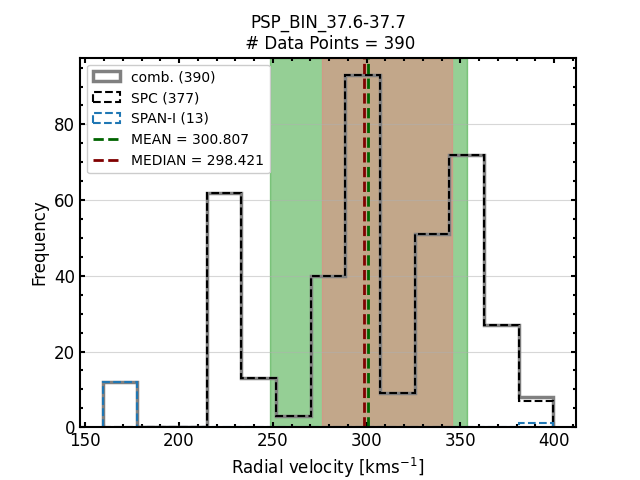 PSP_BIN_37.6-37.7
# Data Points = 390
comb. (390)
SPC (377)
SPAN-I (13)
MEAN = 300.807
MEDIAN = 298.421
Frequency
80
60
40
20
0
150 200 250 300 350 400
Radial velocity [kms⁻¹]